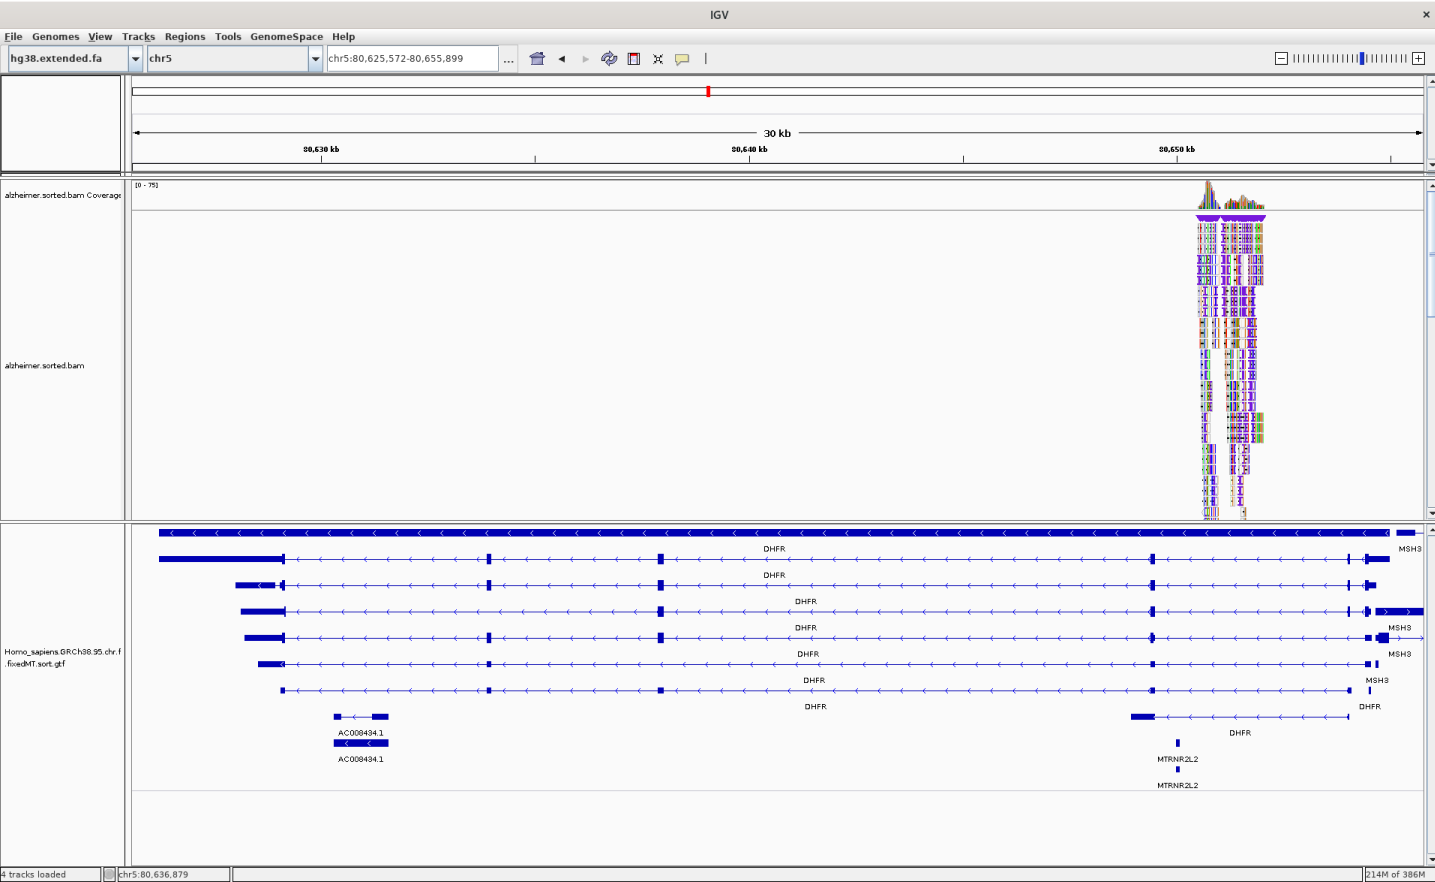 IGV
File Genomes View Tracks Regions Tools GenomeSpace Help
hg38.extended.fa chr5 chr5:80,625,572-80,655,899 ...
30 kb
80,630 kb 80,640 kb 80,650 kb
alzheimer.sorted.bam Coverage
[0 - 75]
alzheimer.sorted.bam
DHFR MSH3
DHFR
DHFR
DHFR MSH3
DHFR MSH3
DHFR MSH3
DHFR DHFR
AC008434.1 DHFR
AC008434.1 MTRNR2L2
MTRNR2L2
Homo_sapiens.GRCh38.95.chr.f
.fixedMT.sort.gtf
4 tracks loaded chr5:80,636,879 214M of 386M